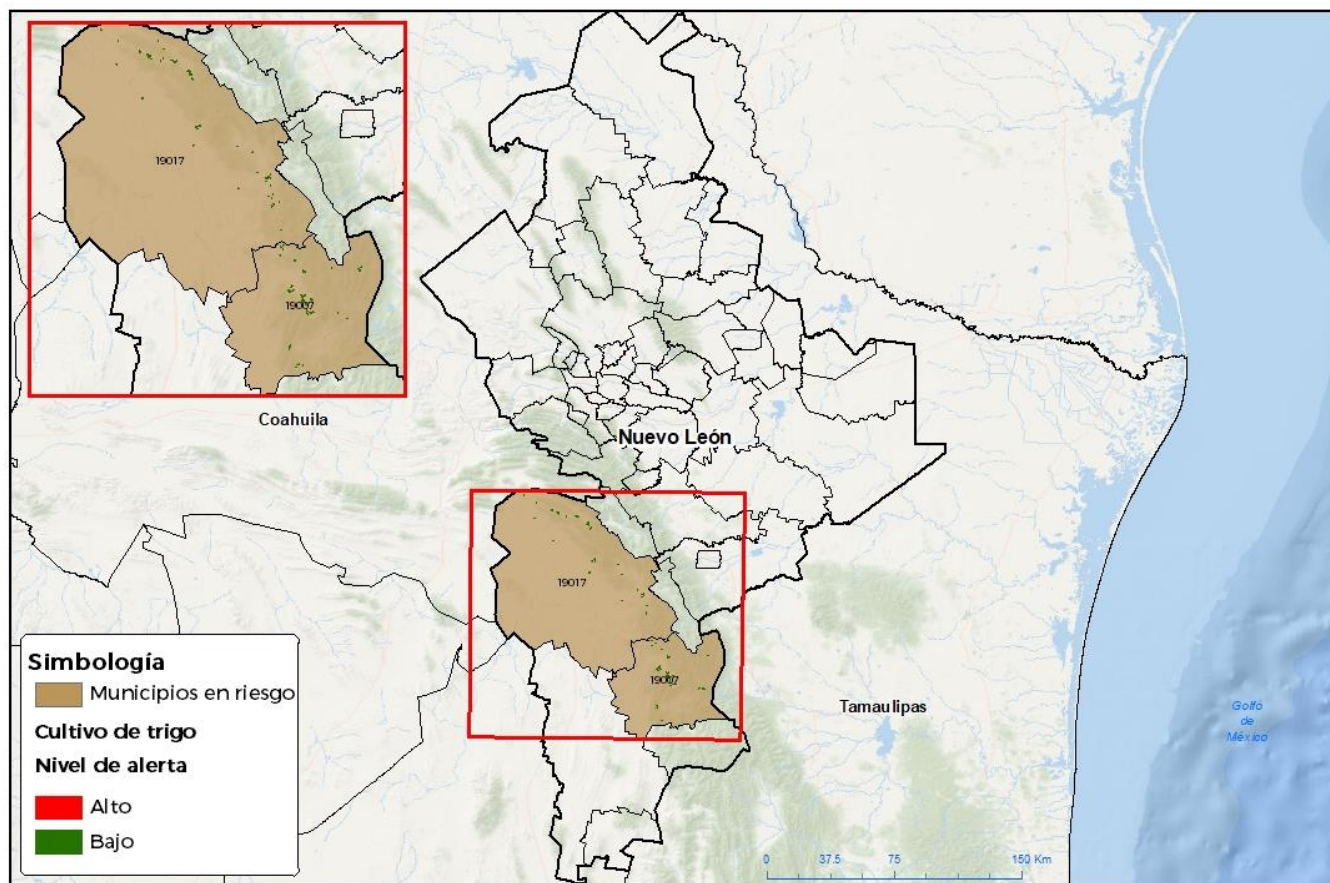 19017
19007
Coahuila
Nuevo León
19017
19007
Tamaulipas
Golfo
de
México
Simbología
Municipios en riesgo
Cultivo de trigo
Nivel de alerta
Alto
Bajo
0 37.5 75 150 Km